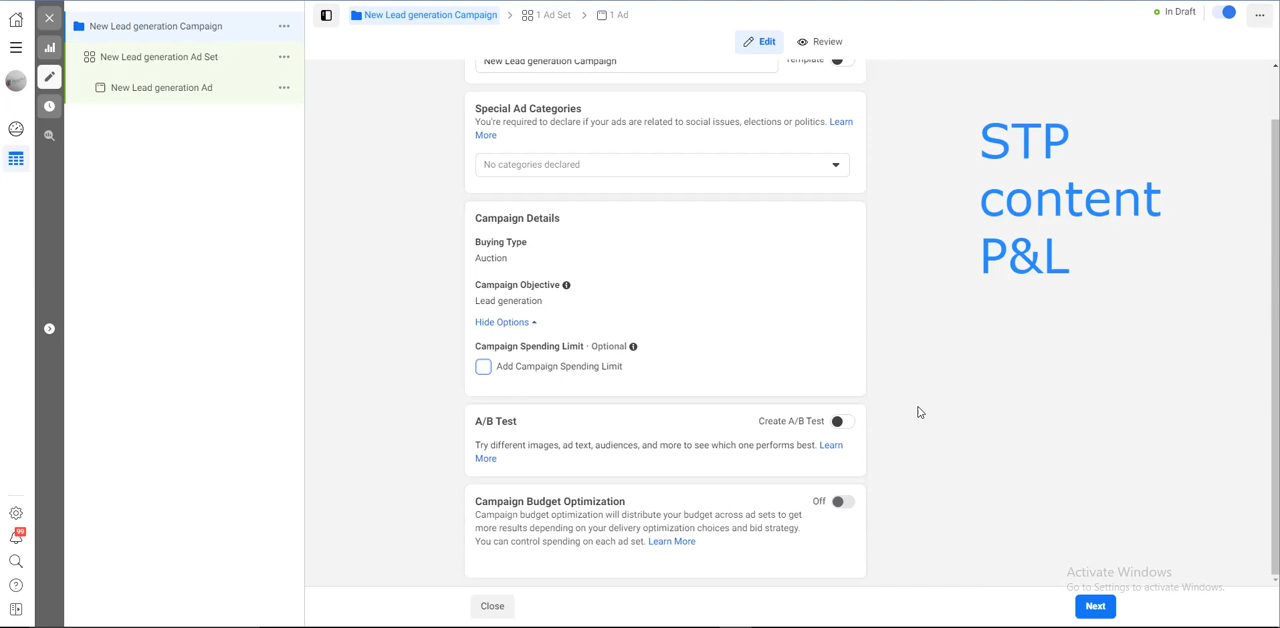 New Lead generation Campaign
New Lead generation Ad Set
New Lead generation Ad
99
New Lead generation Campaign > 1 Ad Set > 1 Ad
In Draft
Edit
Review
New Lead generation Campaign
Template
Special Ad Categories
You're required to declare if your ads are related to social issues, elections or politics. Learn
More
No categories declared
Campaign Details
Buying Type
Auction
Campaign Objective
Lead generation
Hide Options
Campaign Spending Limit · Optional
Add Campaign Spending Limit
A/B Test
Create A/B Test
Try different images, ad text, audiences, and more to see which one performs best. Learn
More
Campaign Budget Optimization
Off
Campaign budget optimization will distribute your budget across ad sets to get
more results depending on your delivery optimization choices and bid strategy.
You can control spending on each ad set. Learn More
Close
Next
STP
content
P&L
Activate Windows
Go to Settings to activate Windows.